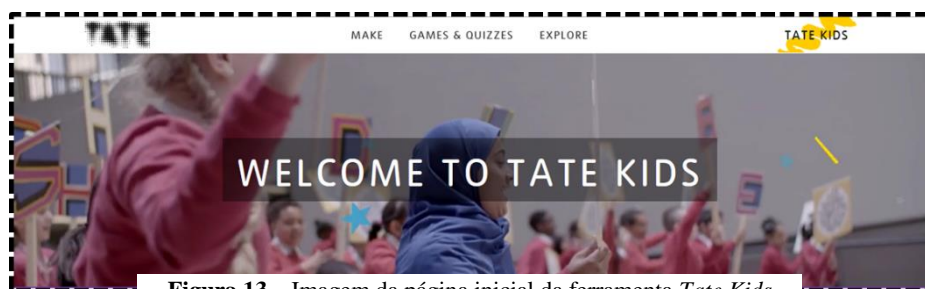 TATE
MAKE GAMES & QUIZZES EXPLORE
TATE KIDS
WELCOME TO TATE KIDS
Figura 13 – Imagem da página inicial da ferramenta Tate Kids